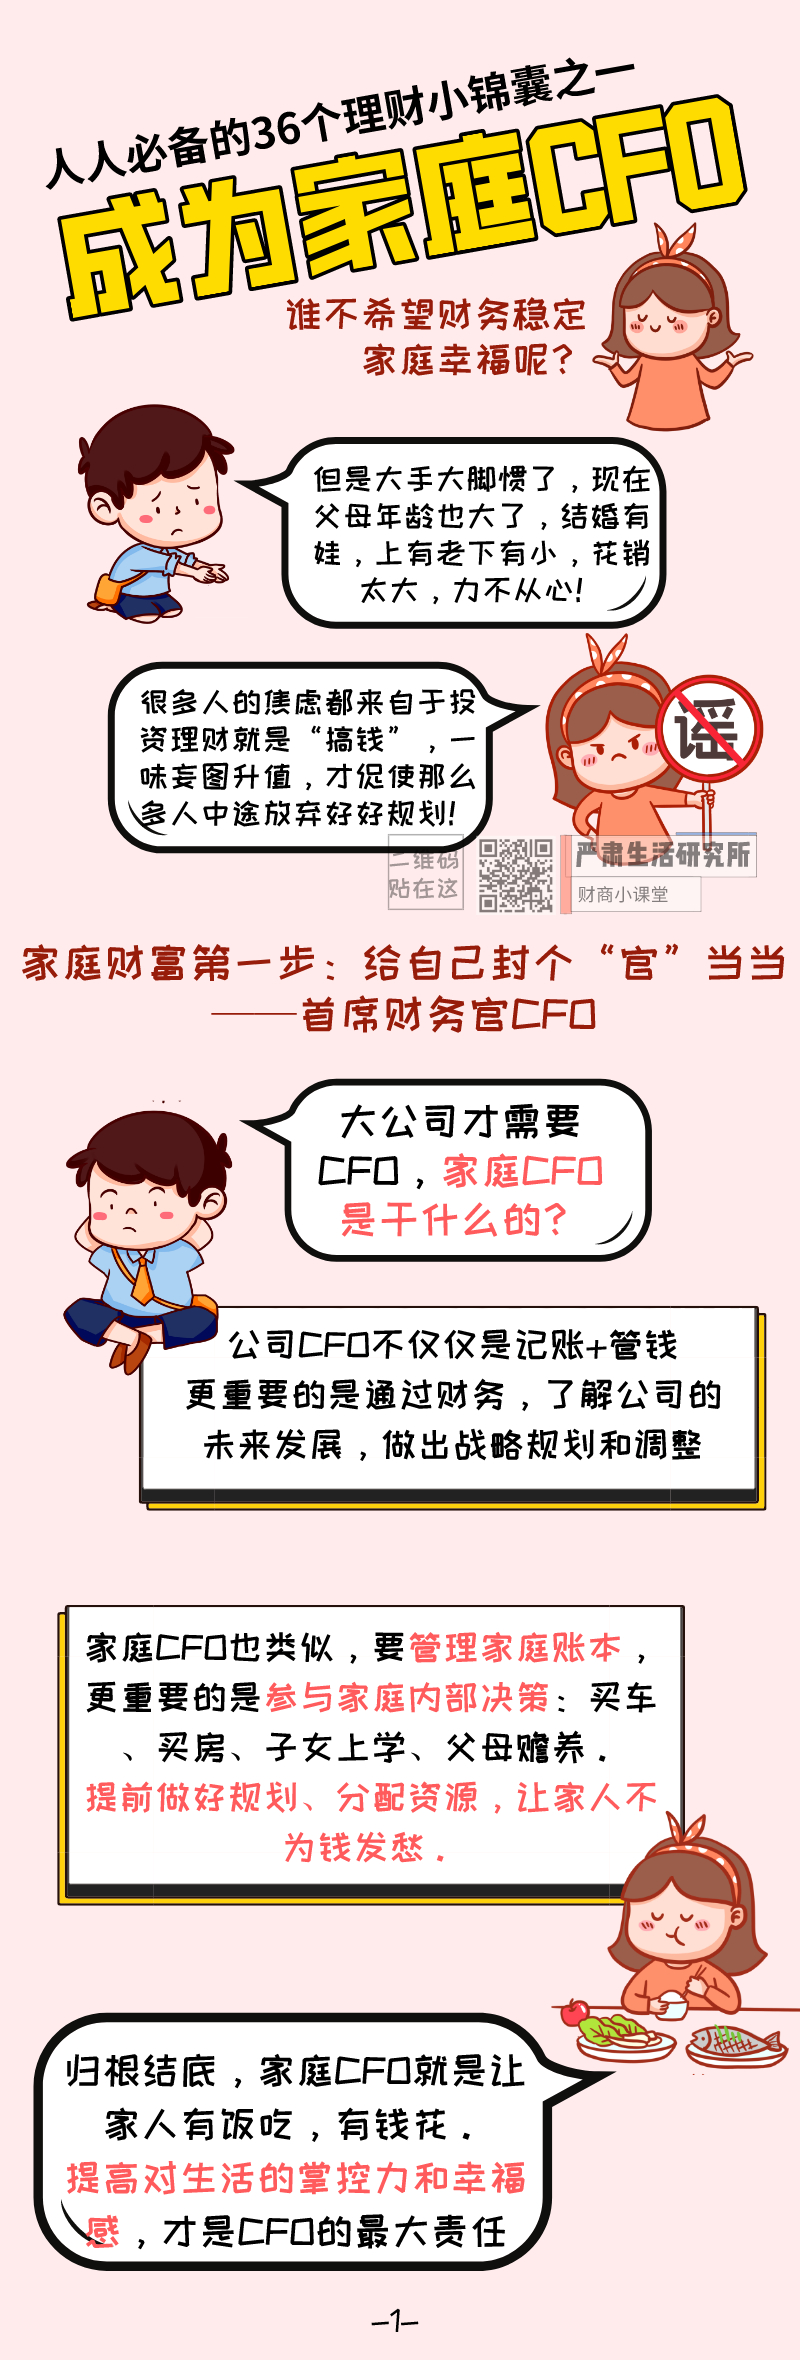 人人必备的36个理财小锦囊之一
成为家庭CFO
谁不希望财务稳定
家庭幸福呢?
但是大手大脚惯了，现在
父母年龄也大了，结婚有
娃，上有老下有小，花销
太大，力不从心!
很多人的焦虑都来自于投
资理财就是“搞钱”，一
味妄图升值，才促使那么
多人中途放弃好好规划!
谣
二维码
贴在这
严肃生活研究所
财商小课堂
家庭财富第一步：给自己封个“官”当当
——首席财务官CFO
大公司才需要
CFO，家庭CFO
是干什么的?
公司CFO不仅仅是记账+管钱
更重要的是通过财务，了解公司的
未来发展，做出战略规划和调整
家庭CFO也类似，要管理家庭账本，
更重要的是参与家庭内部决策：买车
、买房、子女上学、父母赡养.
提前做好规划、分配资源，让家人不
为钱发愁.
归根结底，家庭CFO就是让
家人有饭吃，有钱花.
提高对生活的掌控力和幸福
感，才是CFO的最大责任
-1-